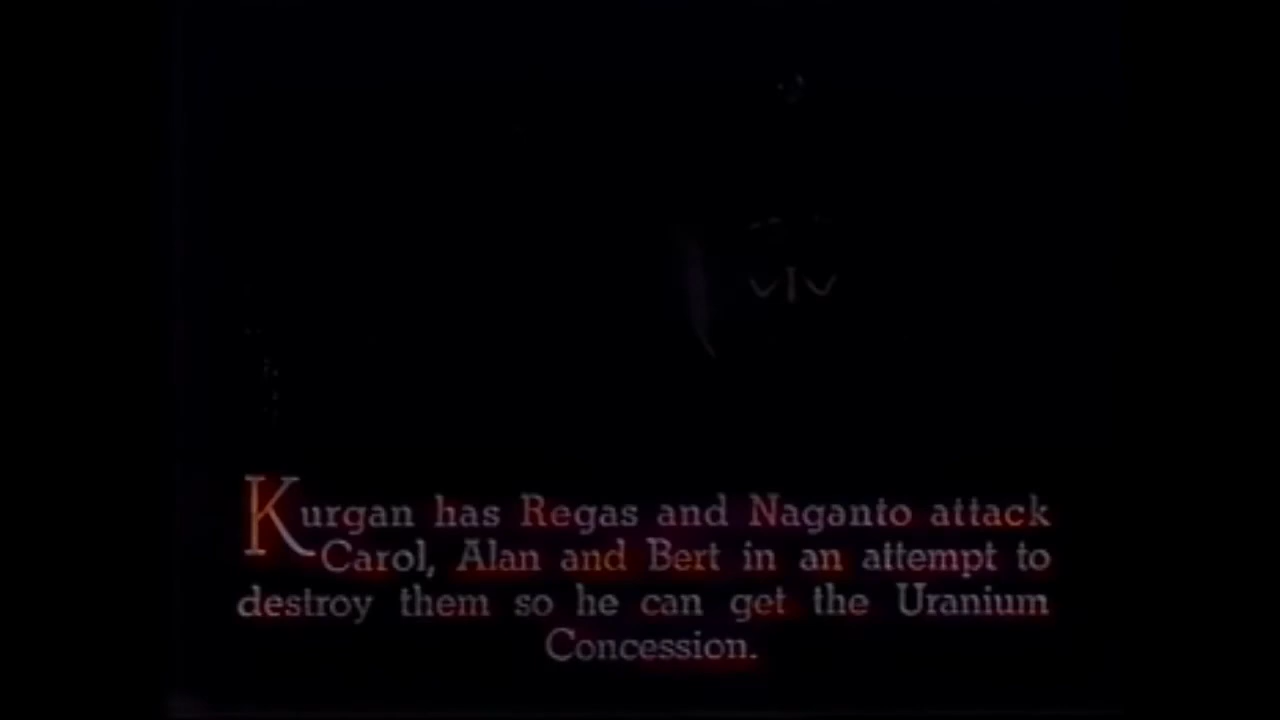 Kurgan has Regas and Naganto attack
Carol, Alan and Bert in an attempt to
destroy them so he can get the Uranium
Concession.